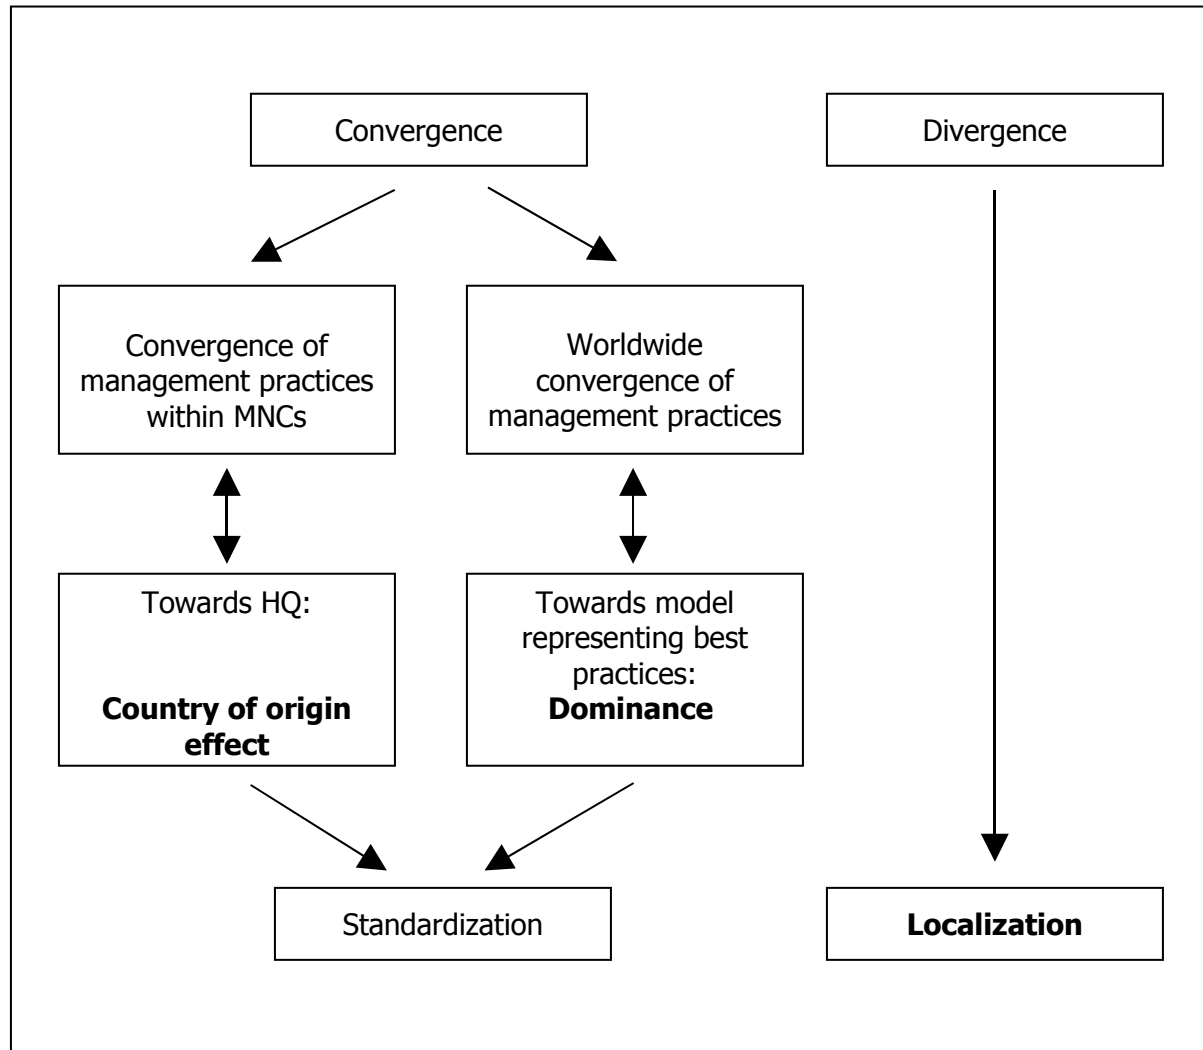 Convergence
Divergence
Convergence of
management practices
within MNCs
Worldwide
convergence of
management practices
Towards HQ:
Country of origin
effect
Towards model
representing best
practices:
Dominance
Standardization
Localization